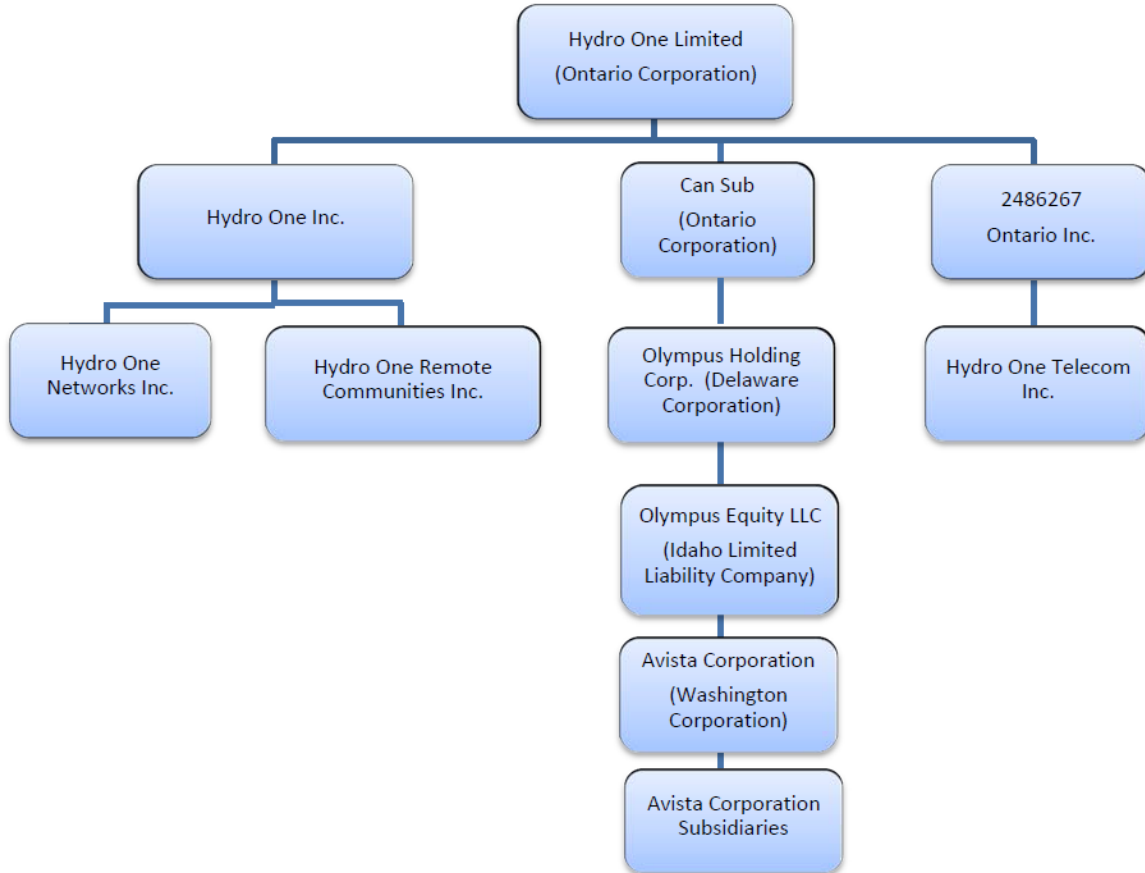 Hydro One Limited
(Ontario Corporation)
Hydro One Inc.
Can Sub
(Ontario
Corporation)
2486267
Ontario Inc.
Hydro One
Networks Inc.
Hydro One Remote
Communities Inc.
Olympus Holding
Corp.  (Delaware
Corporation)
Hydro One Telecom
Inc.
Olympus Equity LLC
(Idaho Limited
Liability Company)
Avista Corporation
(Washington
Corporation)
Avista Corporation
Subsidiaries